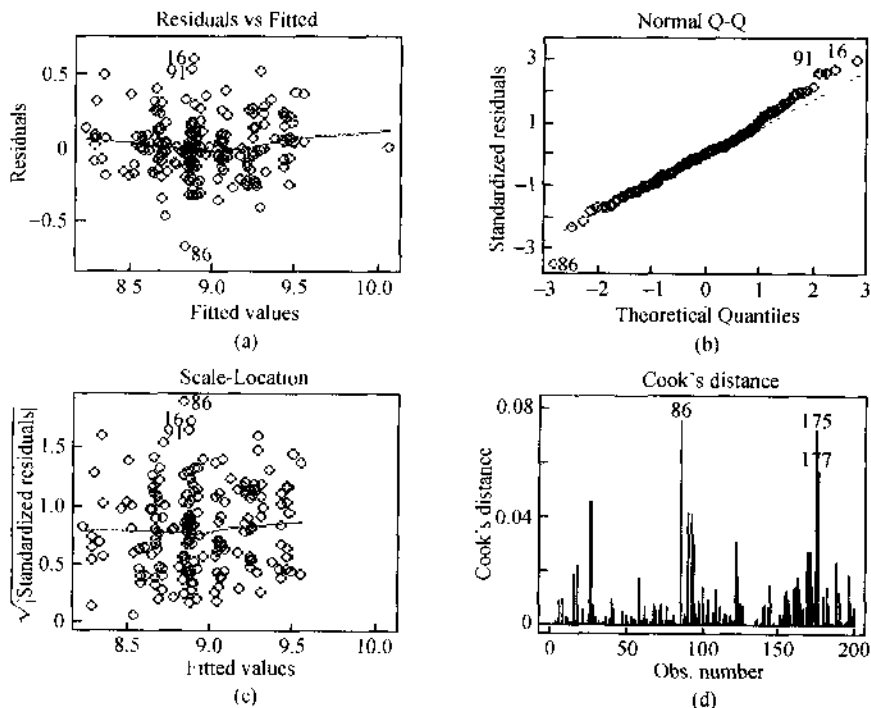 Residuals vs Fitted
Residuals
0.5
0
−0.5
16
91
86
8 5
9.0
9.5
10.0
Fitted values
(a)
Normal Q-Q
Standardized residuals
3
1
−1
−3
91
16
86
−3
−2
−1
0
1
2
3
Theoretical Quantiles
(b)
Scale-Location
√|Standardized residuals|
1.5
1.0
0.5
0
86
16
91
8.5
9.0
9.5
10.0
Fitted values
(c)
Cook's distance
Cook's distance
0.08
0.04
0
86
175
177
0
50
100
150
200
Obs. number
(d)